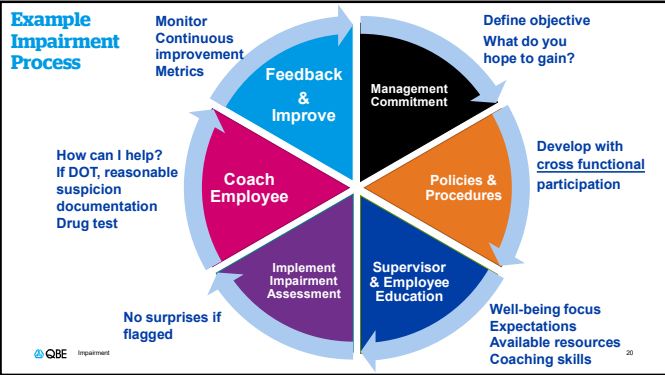 Example
Impairment
Process
Monitor
Continuous
improvement
Metrics
Feedback
&
Improve
Define objective
What do you
hope to gain?
Management
Commitment
Develop with
cross functional
participation
Policies &
Procedures
Supervisor
& Employee
Education
Well-being focus
Expectations
Available resources
Coaching skills
Implement
Impairment
Assessment
No surprises if
flagged
Coach
Employee
How can I help?
If DOT, reasonable
suspicion
documentation
Drug test
QBE
Impairment
20